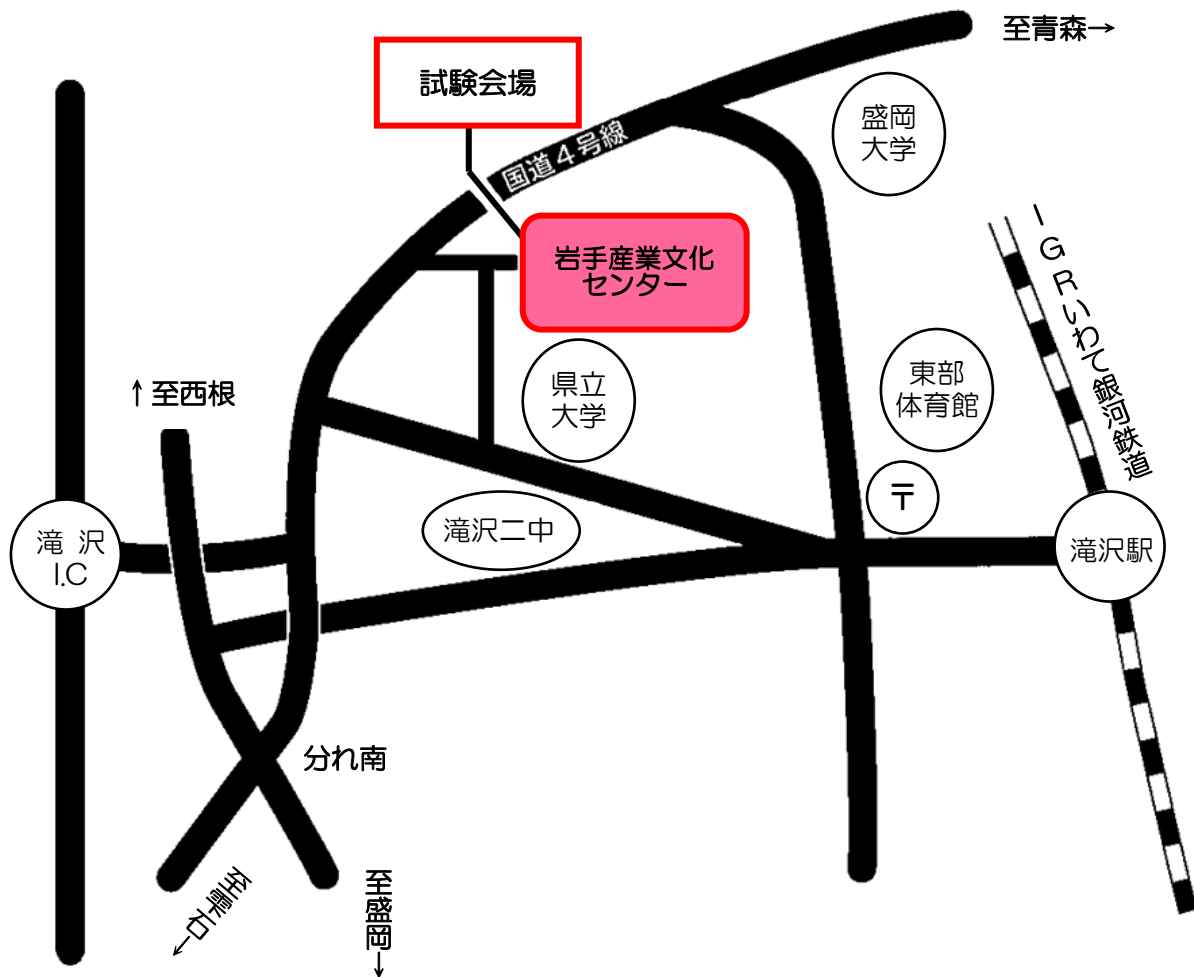 至青森→
試験会場
盛岡
大学
国道4号線
IGRいわて銀河鉄道
岩手産業文化
センター
県立
大学
東部
体育館
↑至西根
〒
滝沢二中
滝 沢
I.C
滝沢駅
分れ南
至雫石→
至盛岡→